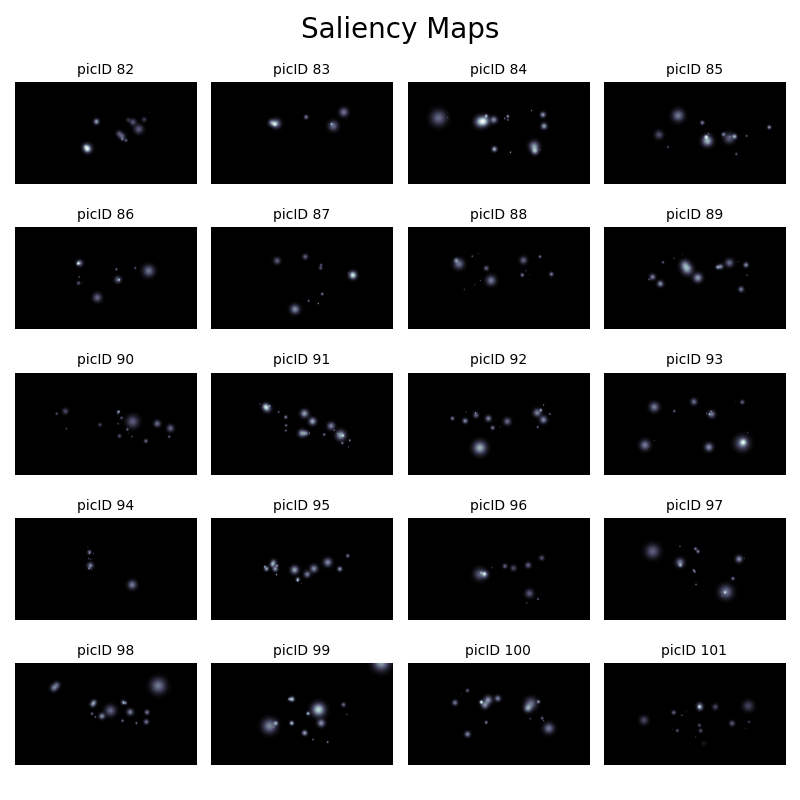 Saliency Maps
picID 82
picID 83
picID 84
picID 85
picID 86
picID 87
picID 88
picID 89
picID 90
picID 91
picID 92
picID 93
picID 94
picID 95
picID 96
picID 97
picID 98
picID 99
picID 100
picID 101